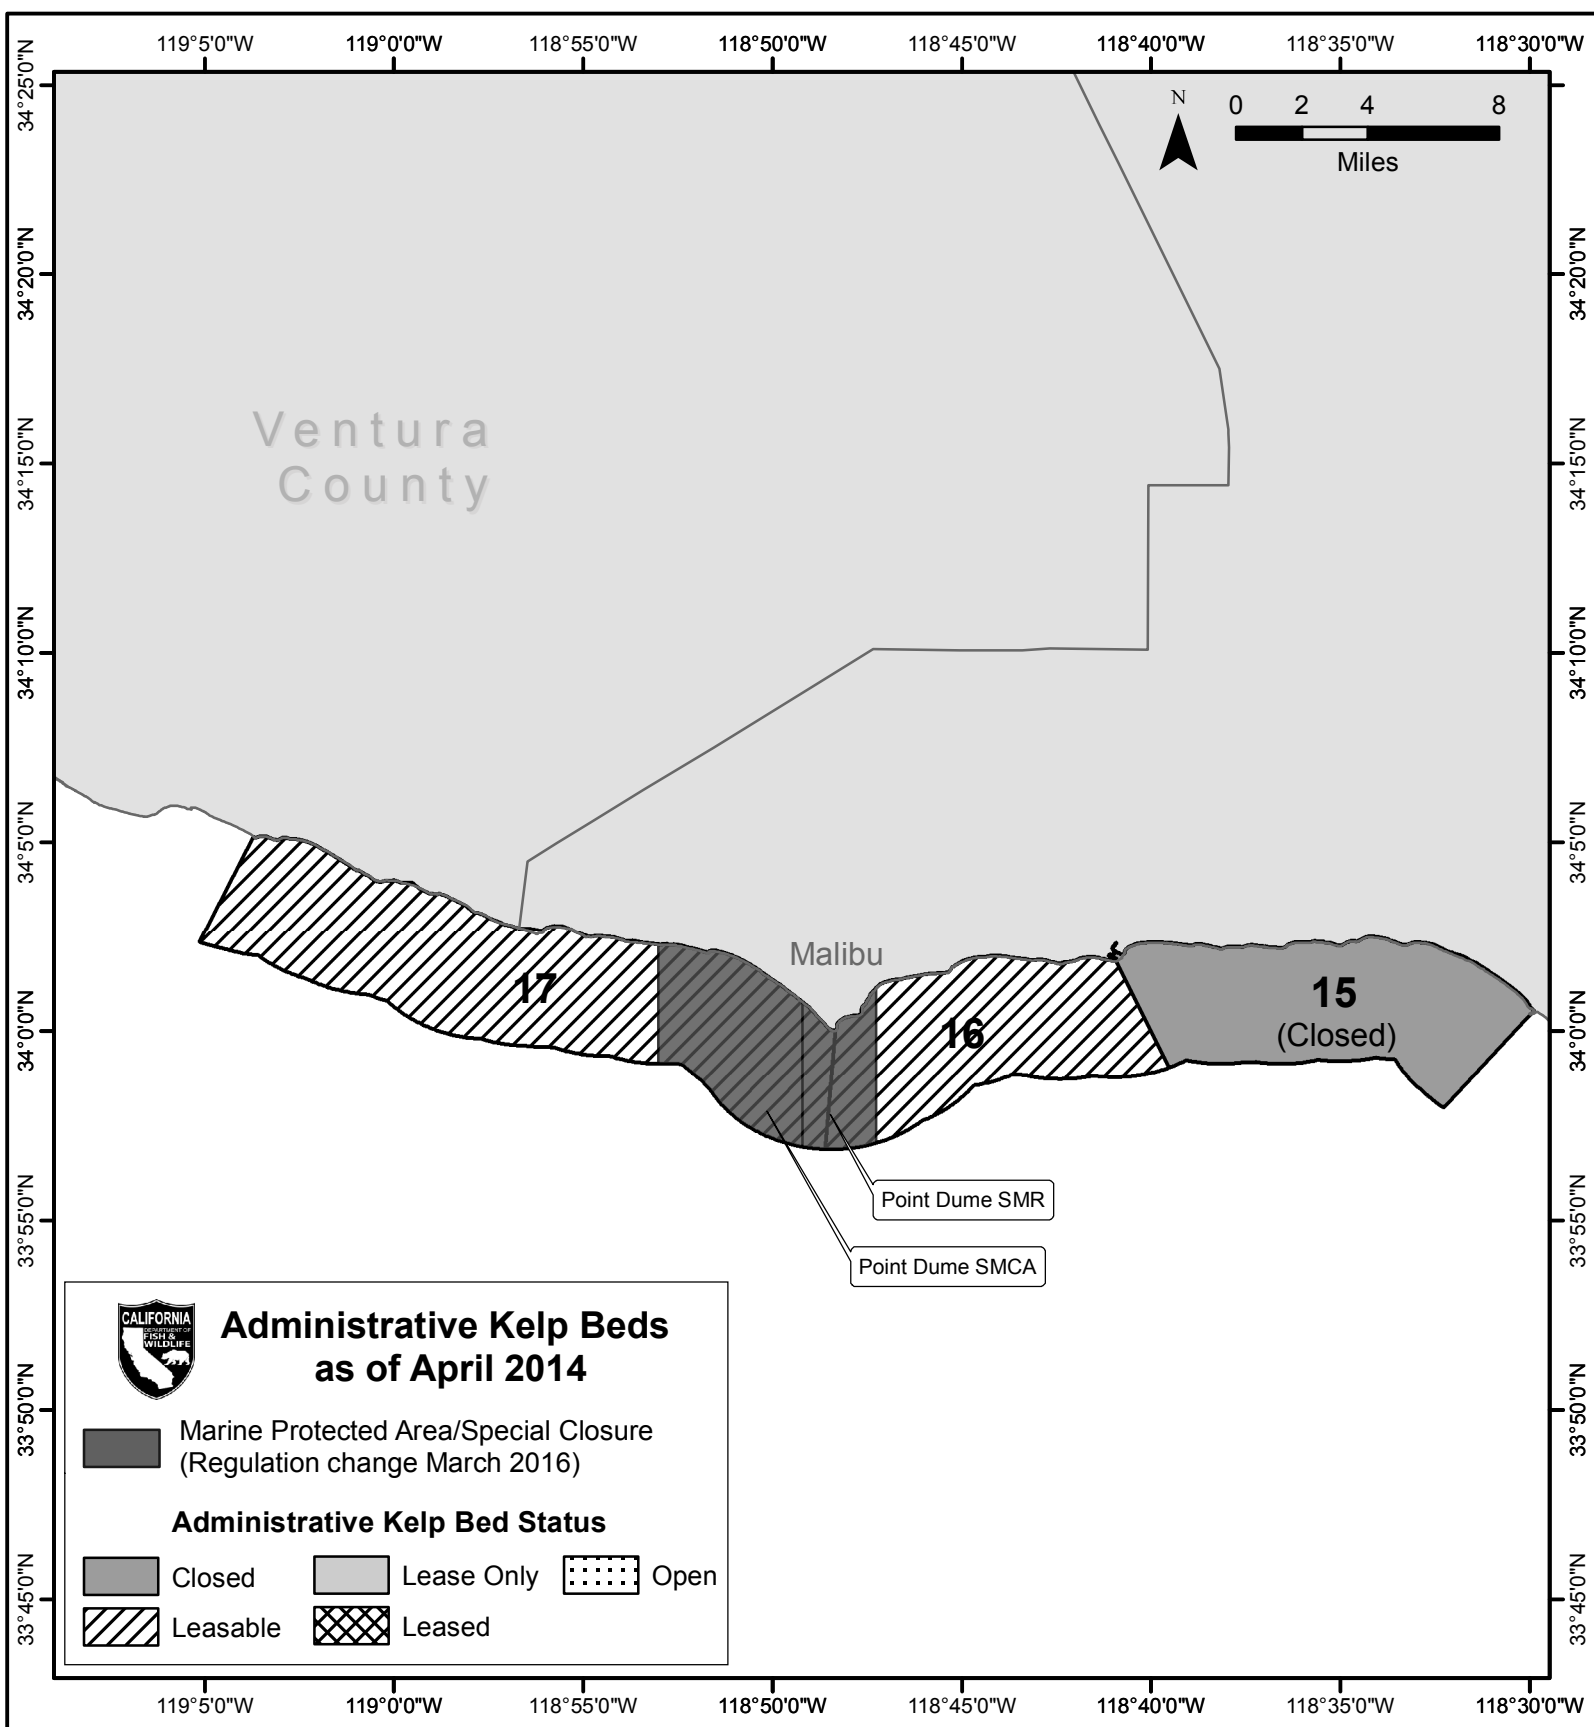 119°5'0"W 119°0'0"W 118°55'0"W 118°50'0"W 118°45'0"W 118°40'0"W 118°35'0"W 118°30'0"W
34°25'0"N
34°20'0"N
34°15'0"N
34°10'0"N
34°5'0"N
34°0'0"N
33°55'0"N
33°50'0"N
33°45'0"N
N
0 2 4 8
Miles
Ventura
County
Malibu
17
16
15
(Closed)
Point Dume SMR
Point Dume SMCA
CALIFORNIA
DEPARTMENT OF
FISH &
WILDLIFE
Administrative Kelp Beds
as of April 2014
Marine Protected Area/Special Closure
(Regulation change March 2016)
Administrative Kelp Bed Status
Closed Lease Only Open
Leasable Leased
34°20'0"N
34°15'0"N
34°10'0"N
34°5'0"N
34°0'0"N
33°55'0"N
33°50'0"N
33°45'0"N
119°5'0"W 119°0'0"W 118°55'0"W 118°50'0"W 118°45'0"W 118°40'0"W 118°35'0"W 118°30'0"W